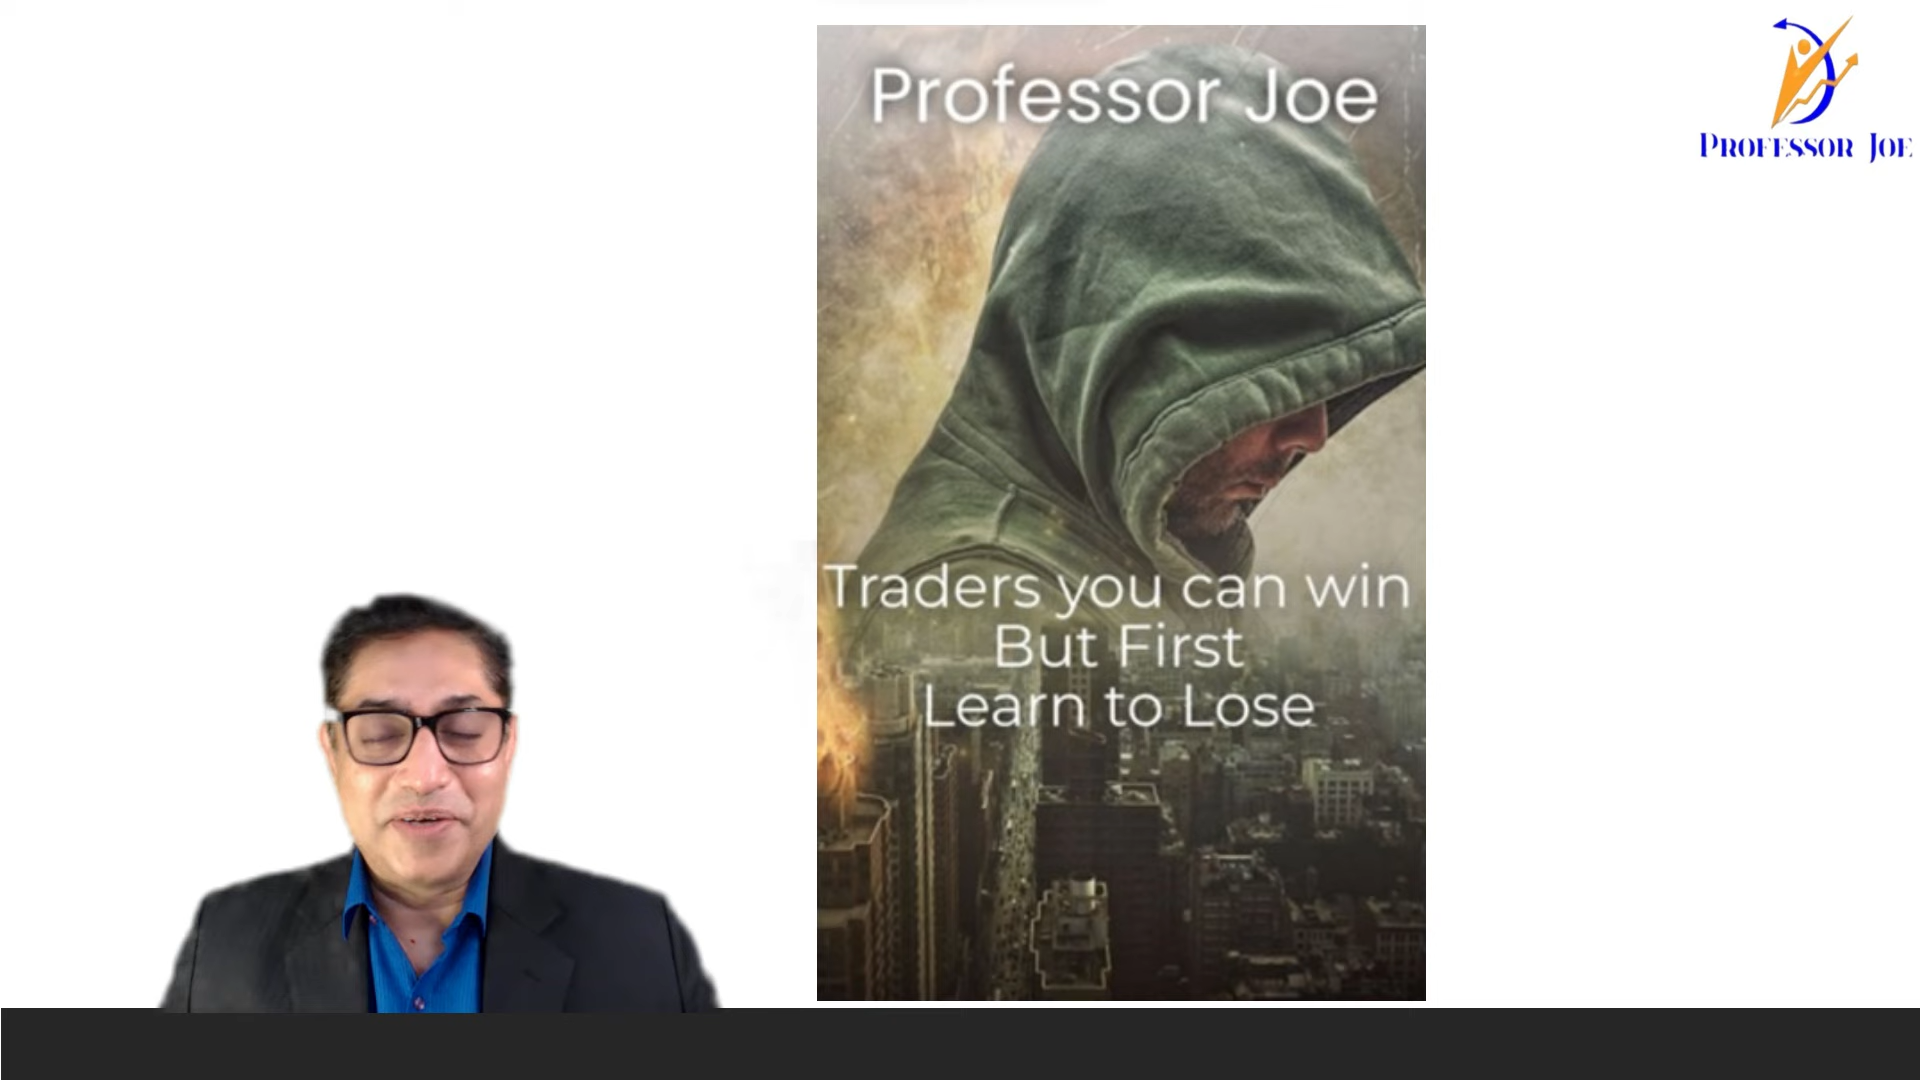 Professor Joe
Traders you can win
But First
Learn to Lose
PROFESSOR JOE